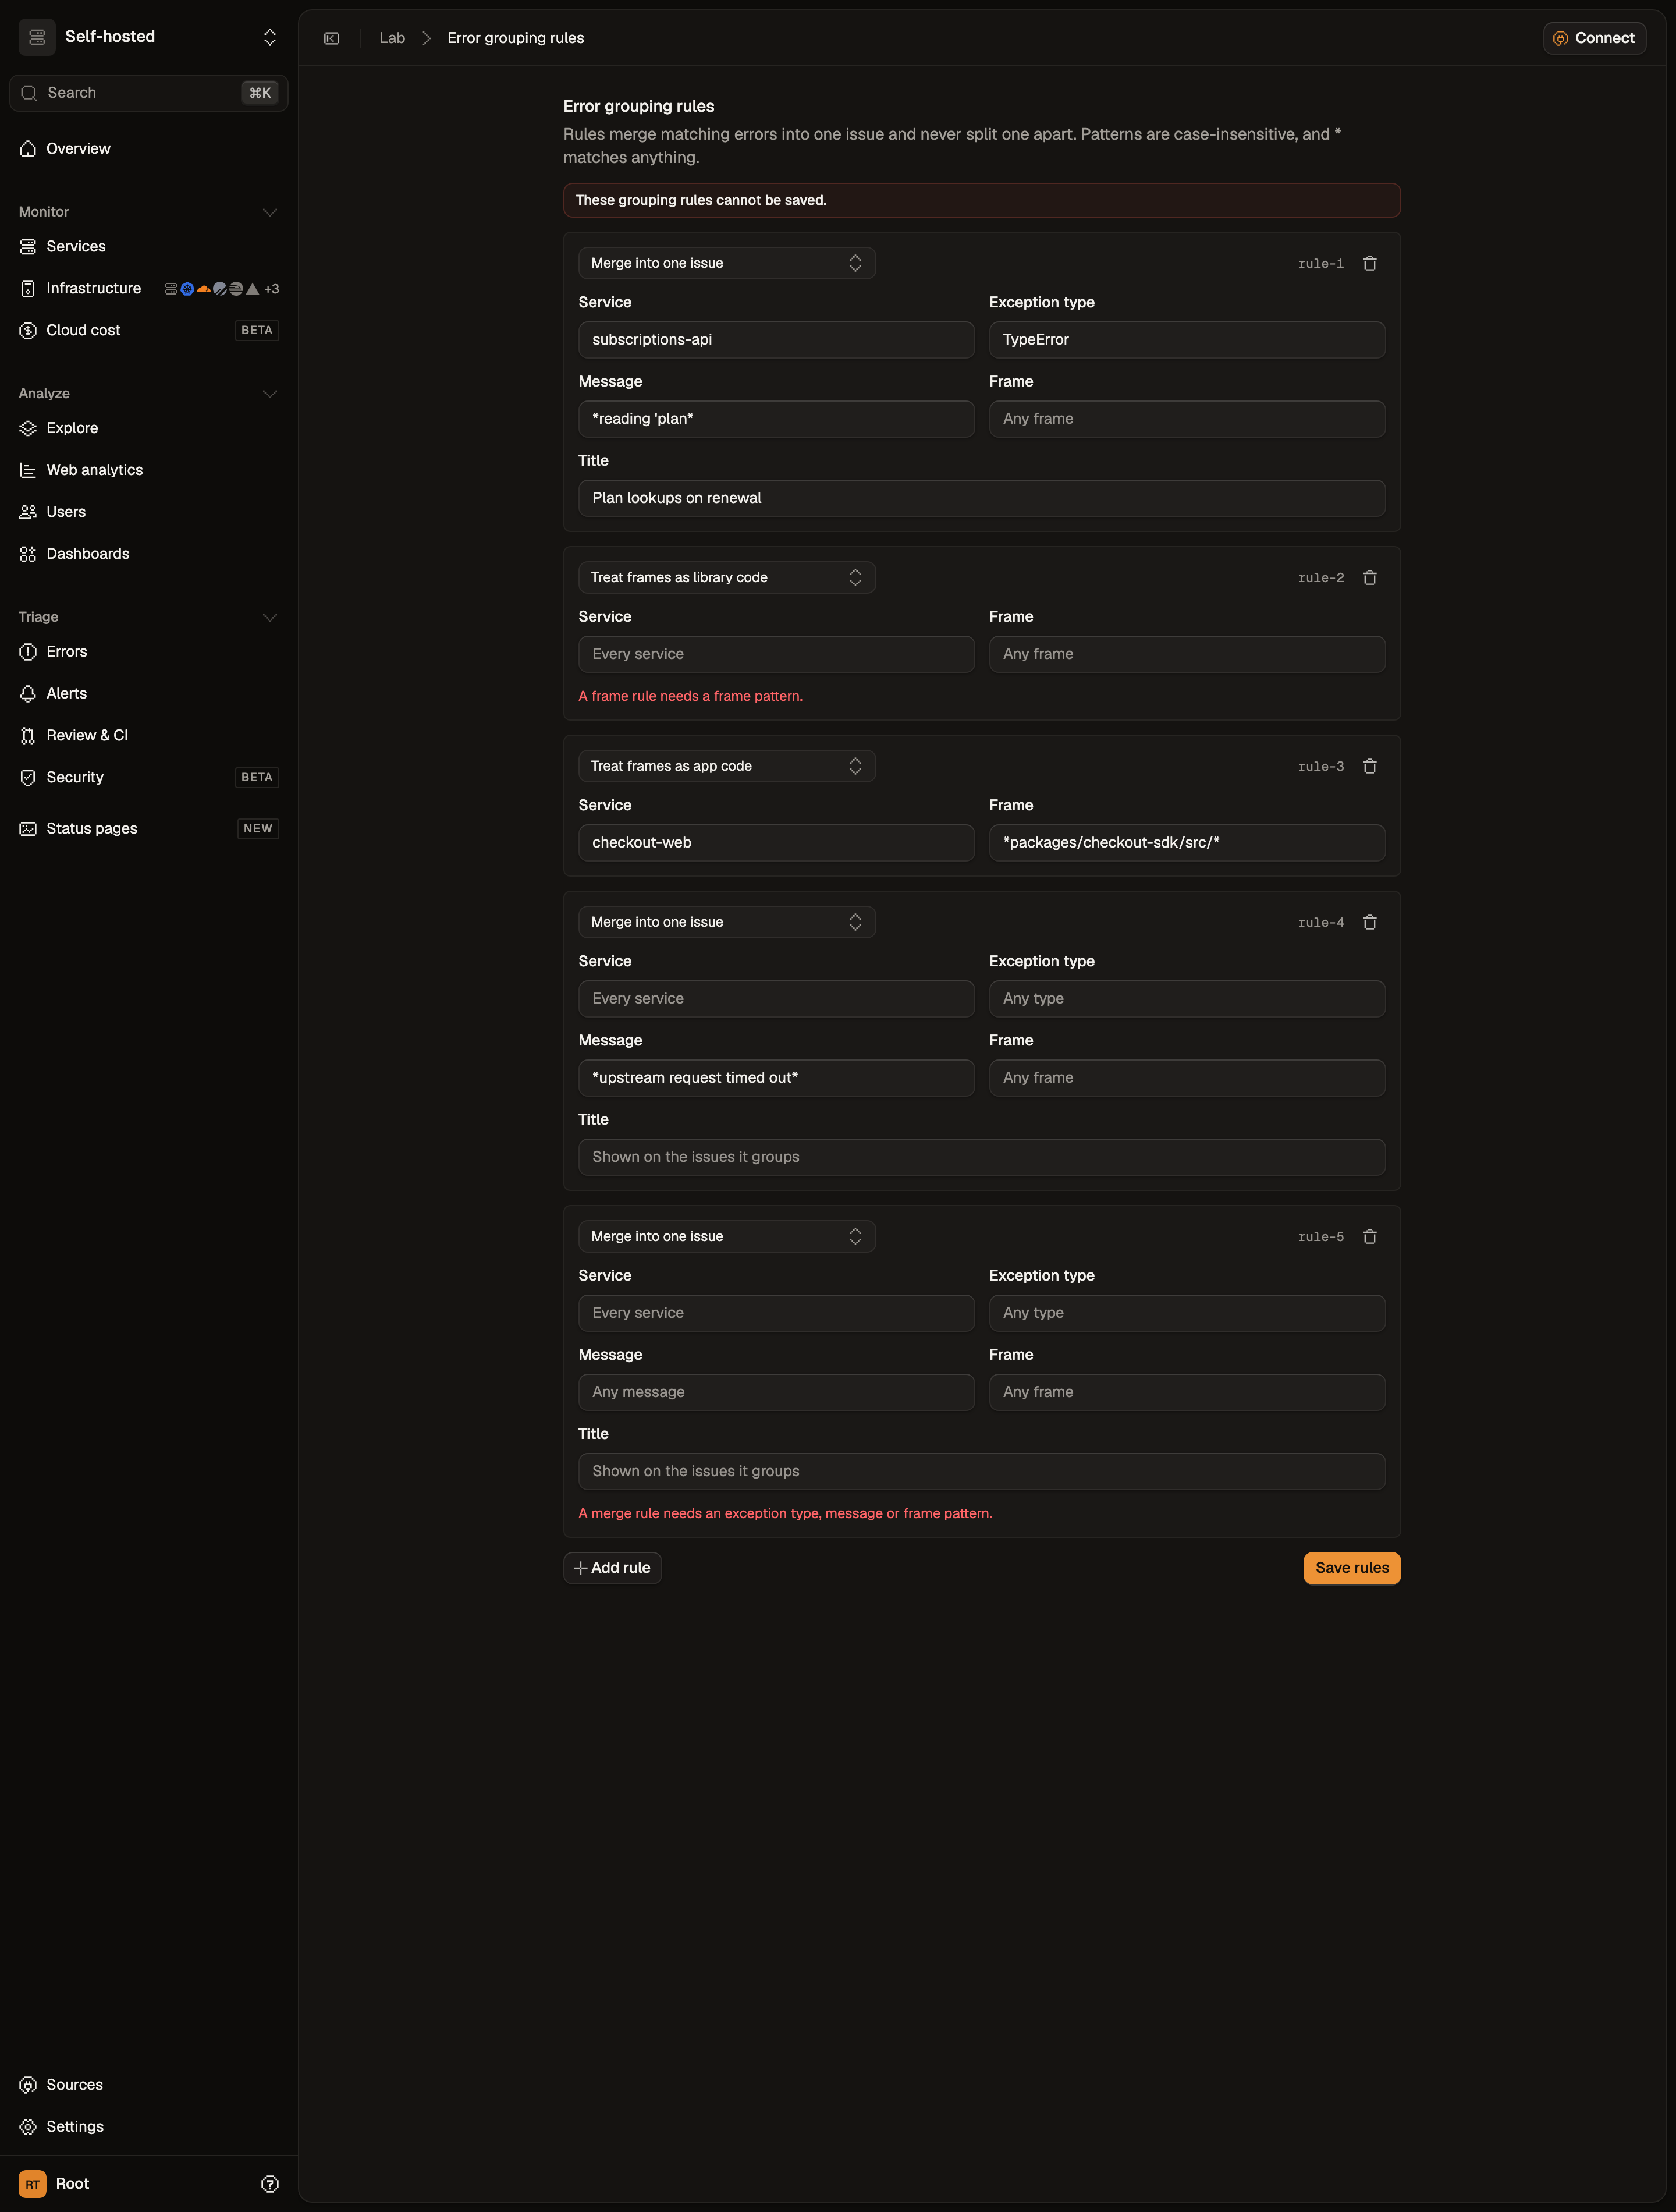 Self-hosted
Search
⌘K
Overview
Monitor
Services
Infrastructure
+3
Cloud cost
BETA
Analyze
Explore
Web analytics
Users
Dashboards
Triage
Errors
Alerts
Review & CI
Security
BETA
Status pages
NEW
Sources
Settings
RT
Root
Lab
Error grouping rules
Connect
Error grouping rules
Rules merge matching errors into one issue and never split one apart. Patterns are case-insensitive, and *
matches anything.
These grouping rules cannot be saved.
Merge into one issue
rule-1
Service
Exception type
subscriptions-api
TypeError
Message
Frame
*reading 'plan*
Any frame
Title
Plan lookups on renewal
Treat frames as library code
rule-2
Service
Frame
Every service
Any frame
A frame rule needs a frame pattern.
Treat frames as app code
rule-3
Service
Frame
checkout-web
*packages/checkout-sdk/src/*
Merge into one issue
rule-4
Service
Exception type
Every service
Any type
Message
Frame
*upstream request timed out*
Any frame
Title
Shown on the issues it groups
Merge into one issue
rule-5
Service
Exception type
Every service
Any type
Message
Frame
Any message
Any frame
Title
Shown on the issues it groups
A merge rule needs an exception type, message or frame pattern.
Add rule
Save rules